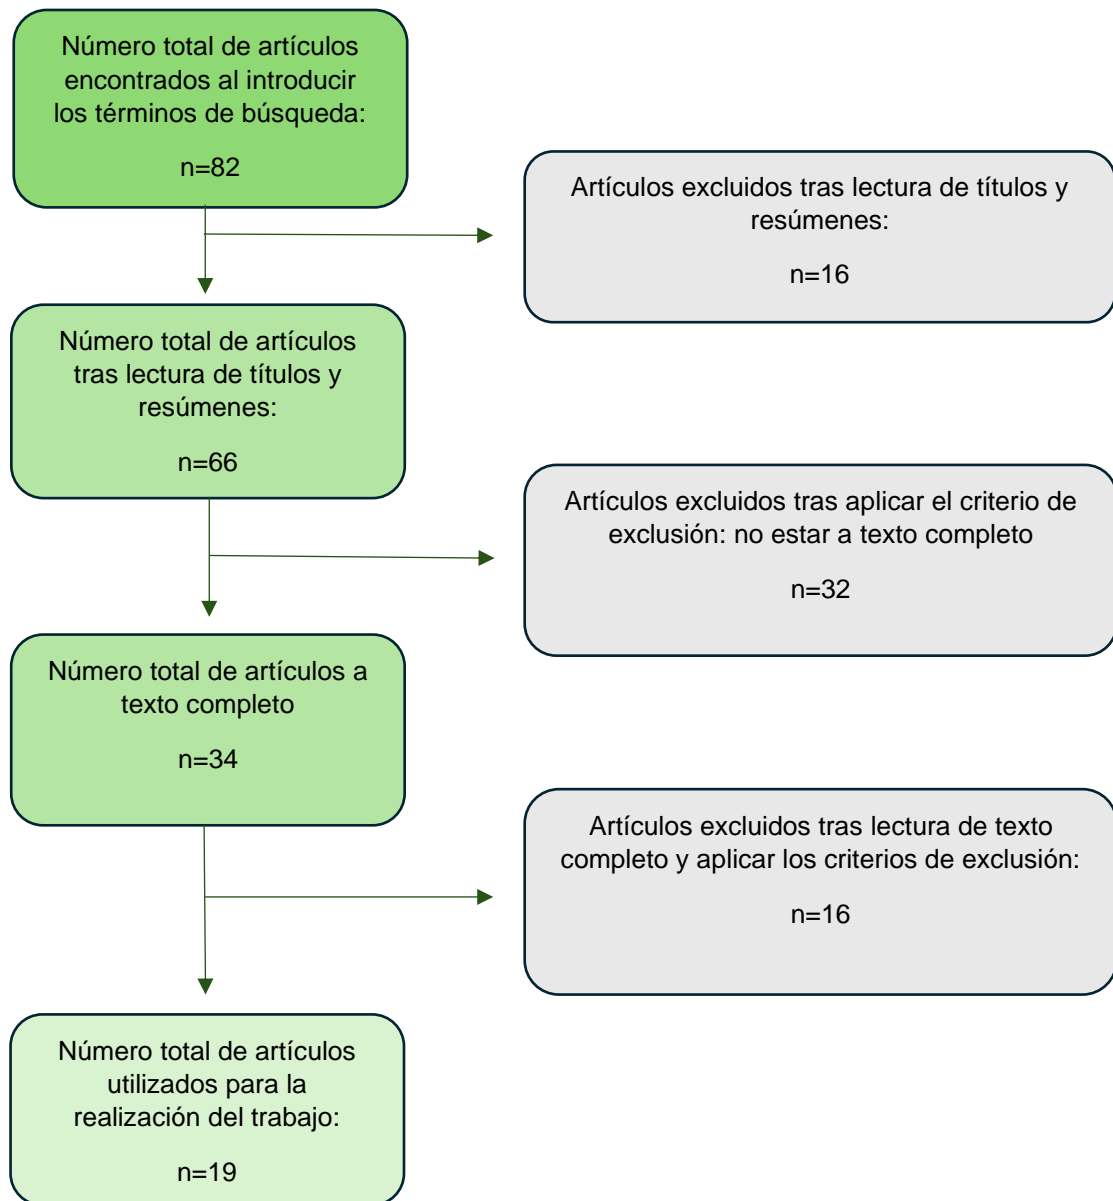 Número total de artículos
encontrados al introducir
los términos de búsqueda:
n=82
Artículos excluidos tras lectura de títulos y
resúmenes:
n=16
Número total de artículos
tras lectura de títulos y
resúmenes:
n=66
Artículos excluidos tras aplicar el criterio de
exclusión: no estar a texto completo
n=32
Número total de artículos a
texto completo
n=34
Artículos excluidos tras lectura de texto
completo y aplicar los criterios de exclusión:
n=16
Número total de artículos
utilizados para la
realización del trabajo:
n=19